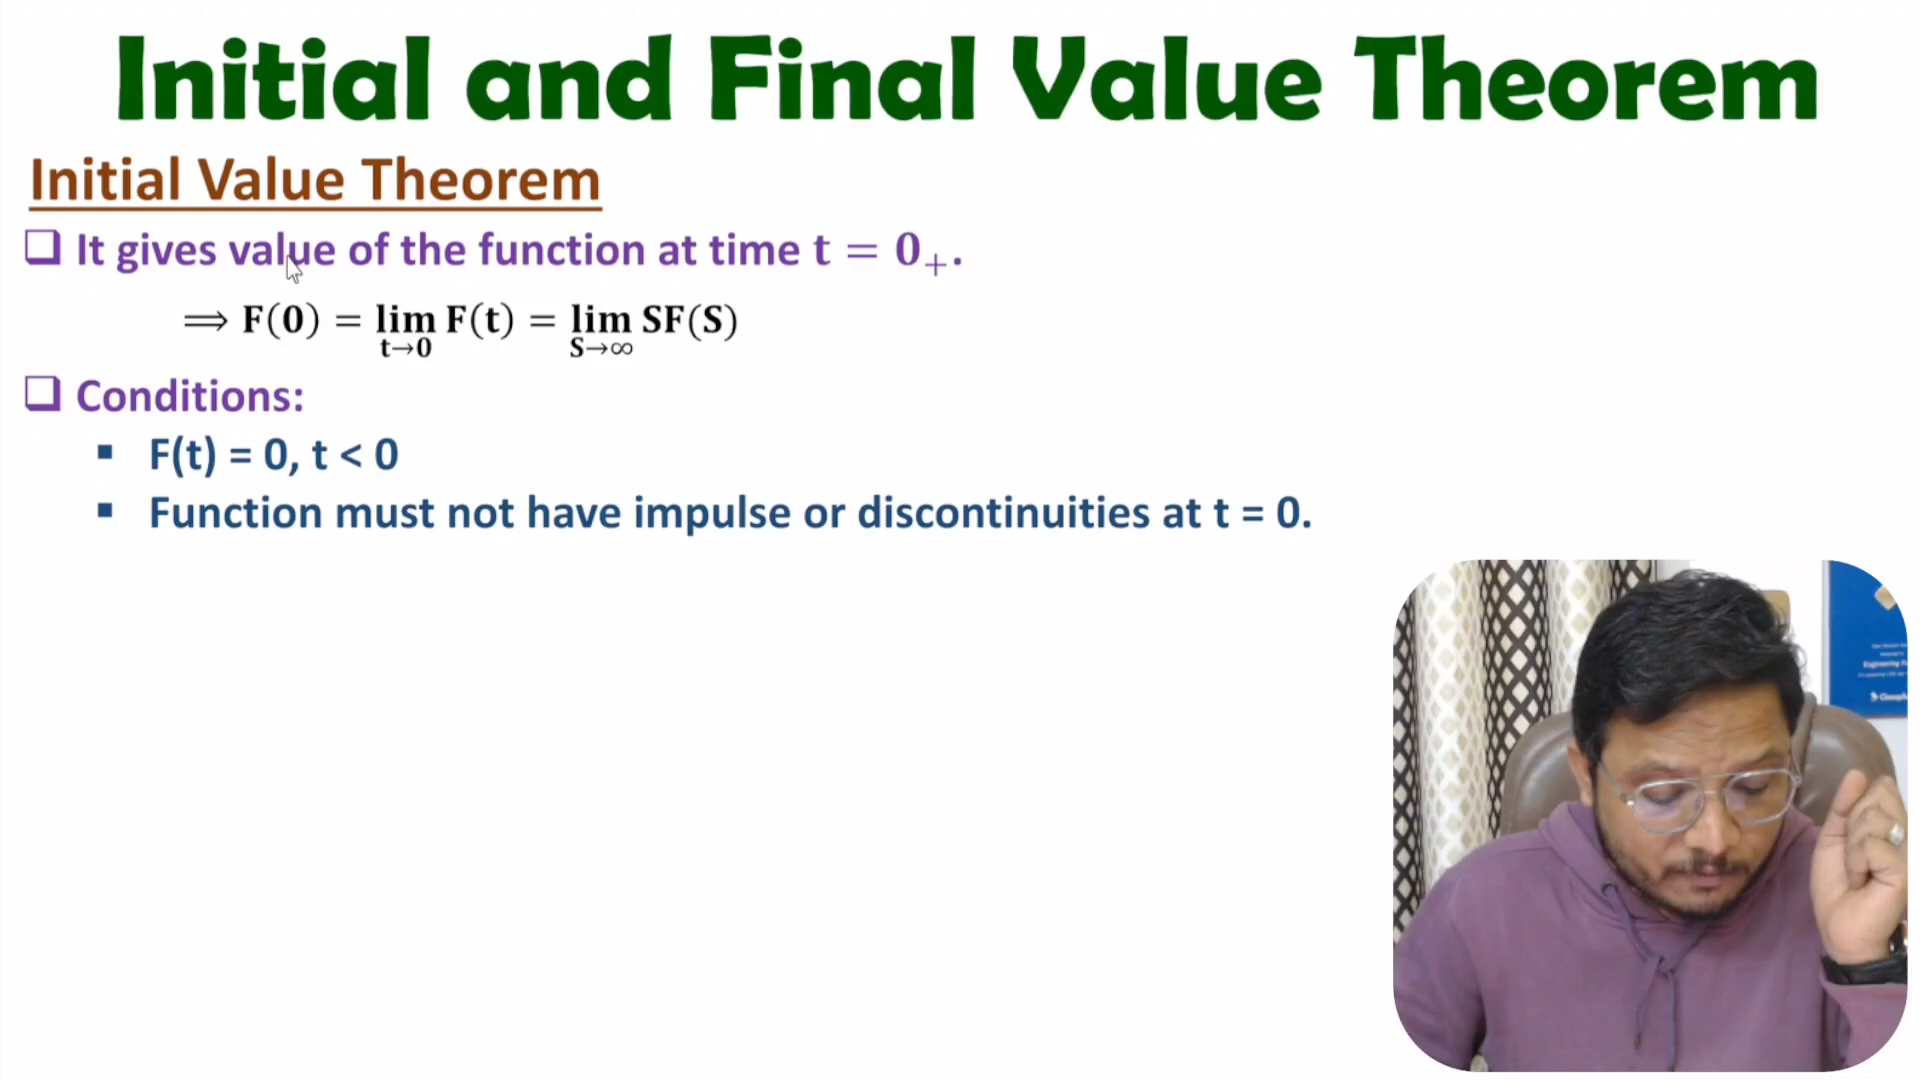 Initial and Final Value Theorem
Initial Value Theorem
❑ It gives value of the function at time t = 0₊.
⟹ F(0) = lim F(t) = lim SF(S)
t→0 S→∞
❑ Conditions:
▪ F(t) = 0, t < 0
▪ Function must not have impulse or discontinuities at t = 0.